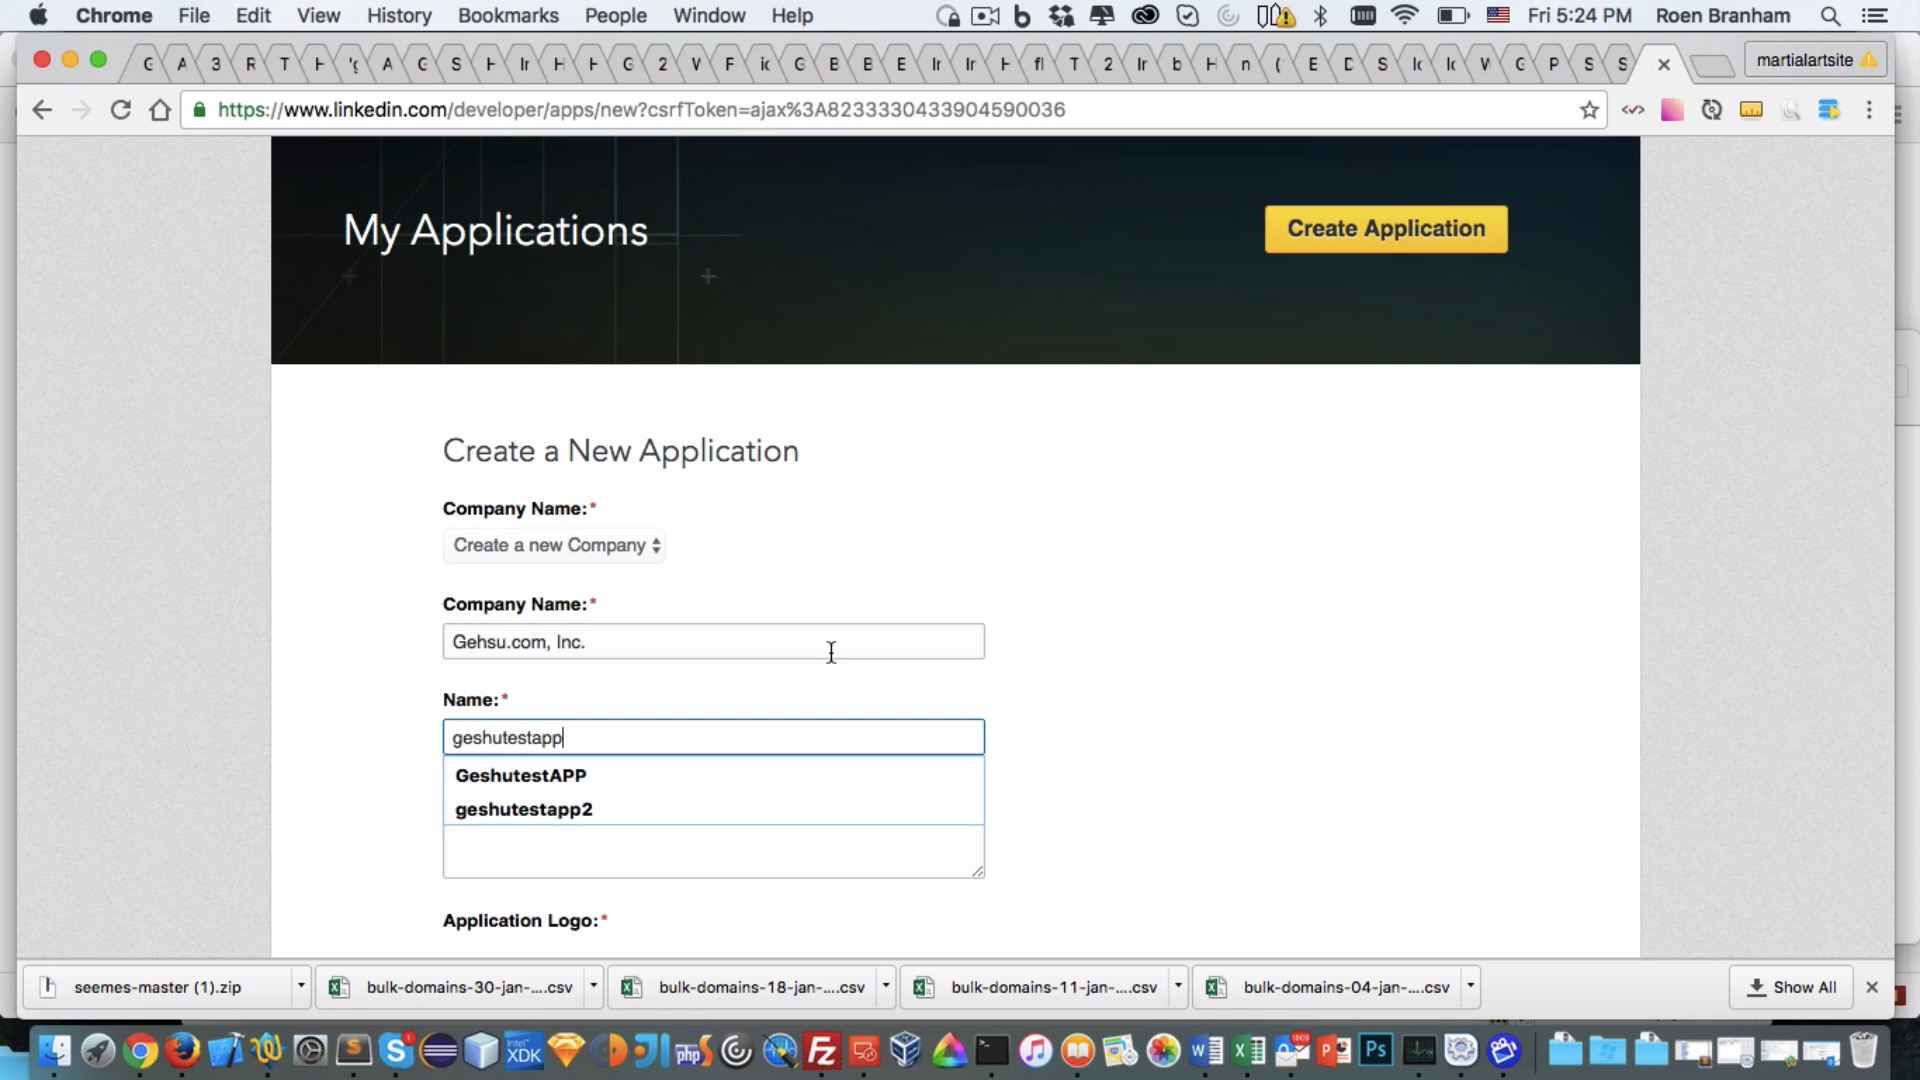 Chrome File Edit View History Bookmarks People Window Help Fri 5:24 PM Roen Branham
martialartsite
https://www.linkedin.com/developer/apps/new?csrfToken=ajax%3A8233330433904590036
My Applications
Create Application
Create a New Application
Company Name:*
Create a new Company
Company Name:*
Gehsu.com, Inc.
Name:*
geshutestapp
GeshutestAPP
geshutestapp2
Application Logo:*
seemes-master (1).zip bulk-domains-30-jan-....csv bulk-domains-18-jan-....csv bulk-domains-11-jan-....csv bulk-domains-04-jan-....csv Show All